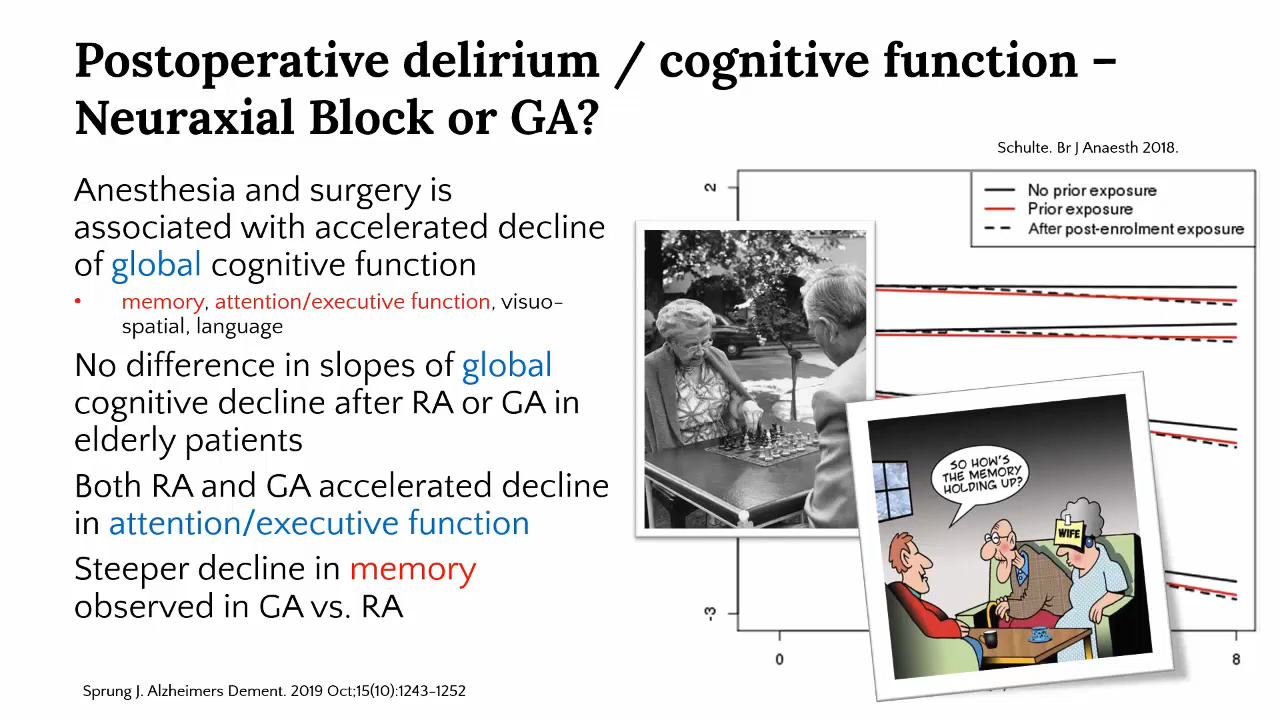 Postoperative delirium / cognitive function –
Neuraxial Block or GA?
Schulte. Br J Anaesth 2018.
Anesthesia and surgery is
associated with accelerated decline
of global cognitive function
• memory, attention/executive function, visuo-
spatial, language
No difference in slopes of global
cognitive decline after RA or GA in
elderly patients
Both RA and GA accelerated decline
in attention/executive function
Steeper decline in memory
observed in GA vs. RA
Sprung J. Alzheimers Dement. 2019 Oct;15(10):1243-1252
2
No prior exposure
Prior exposure
After post-enrolment exposure
SO HOW'S
THE MEMORY
HOLDING UP?
WIFE
-3
0
8